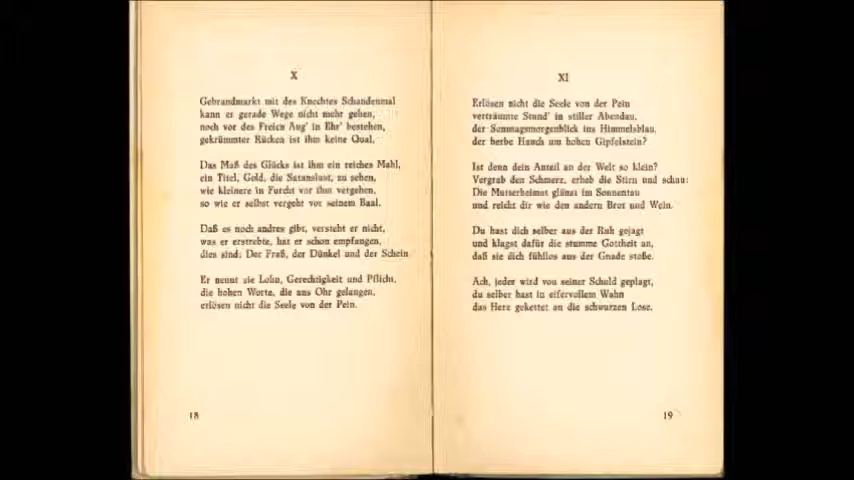 X
Gebrandmarkt mit des Knechtes Schandenmal
kann er gerade Wege nicht mehr gehen,
noch vor des Freien Aug' in Ehr' bestehen,
gekrümmter Rücken ist ihm keine Qual.
Das Maß des Glücks ist ihm ein reiches Mahl,
ein Titel, Geld, die Satanslust, zu sehen,
wie kleinere in Furcht vor ihm vergehen,
so wie er selbst vergeht vor seinem Baal.
Daß es noch andres gibt, versteht er nicht,
was er erstrebte, hat er schon empfangen,
dies sind: Der Fraß, der Dünkel und der Schein
Er nennt sie Lohn, Gerechtigkeit und Pflicht,
die hohen Worte, die ans Ohr gelangen,
erlösen nicht die Seele von der Pein.
18
XI
Erlösen nicht die Seele von der Pein
verträumte Stund' in stiller Abendau,
der Sonntagmorgenblick ins Himmelsblau,
der herbe Hauch um hohen Gipfelstein?
Ist denn dein Anteil an der Welt so klein?
Vergrab den Schmerz, erheb die Stirn und schau:
Die Muttererheimat glänzt im Sonnentau
und reicht dir wie den andern Brot und Wein.
Du hast dich selber aus der Ruh gejagt
und klagst dafür die stumme Gottheit an,
daß sie dich fühllos aus der Gnade stoße.
Ach, jeder wird von seiner Schuld geplagt,
du selber hast in eifervollem Wahn
das Herz gekettet an die schwarzen Lose.
19